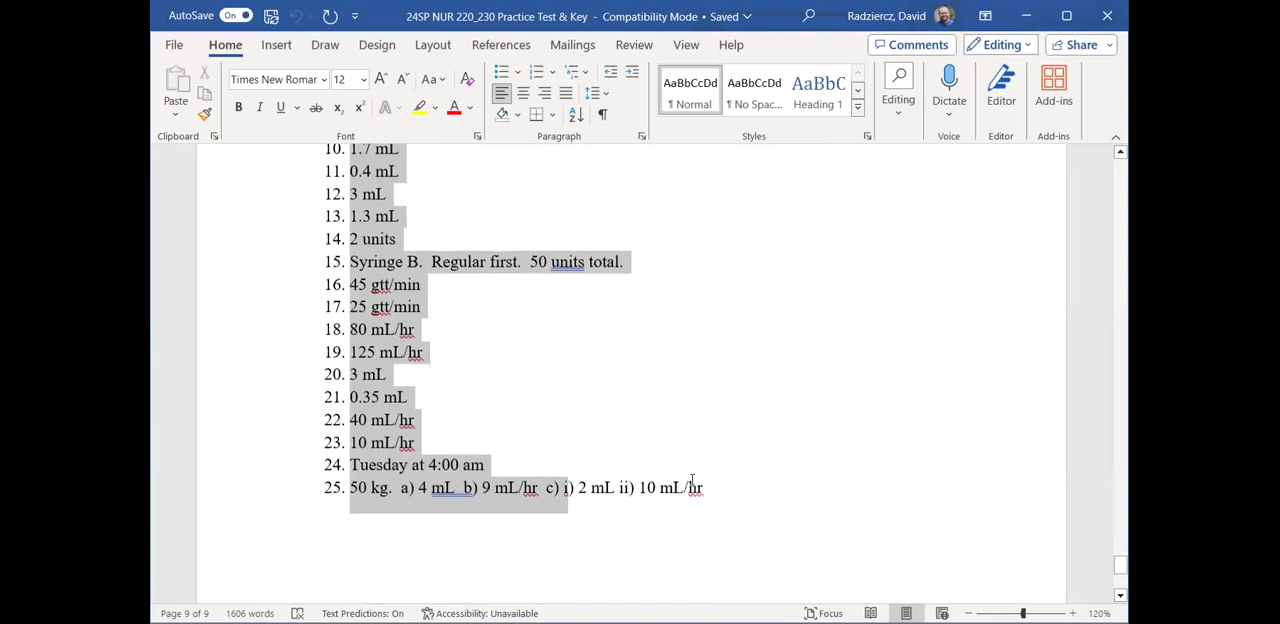 AutoSave On 24SP NUR 220_230 Practice Test & Key - Compatibility Mode • Saved Radziercz, David
File Home Insert Draw Design Layout References Mailings Review View Help Comments Editing Share
Times New Romar 12 Aa AaBbCcDd AaBbCcDd AaBbC
Paste B I U ab x₂ x² A A ¶ Normal ¶ No Spac... Heading 1 Editing Dictate Editor Add-ins
Clipboard Font Paragraph Styles Voice Editor Add-ins
10. 1.7 mL
11. 0.4 mL
12. 3 mL
13. 1.3 mL
14. 2 units
15. Syringe B. Regular first. 50 units total.
16. 45 gtt/min
17. 25 gtt/min
18. 80 mL/hr
19. 125 mL/hr
20. 3 mL
21. 0.35 mL
22. 40 mL/hr
23. 10 mL/hr
24. Tuesday at 4:00 am
25. 50 kg. a) 4 mL b) 9 mL/hr c) i) 2 mL ii) 10 mL/hr
Page 9 of 9 1606 words Text Predictions: On Accessibility: Unavailable Focus 120%